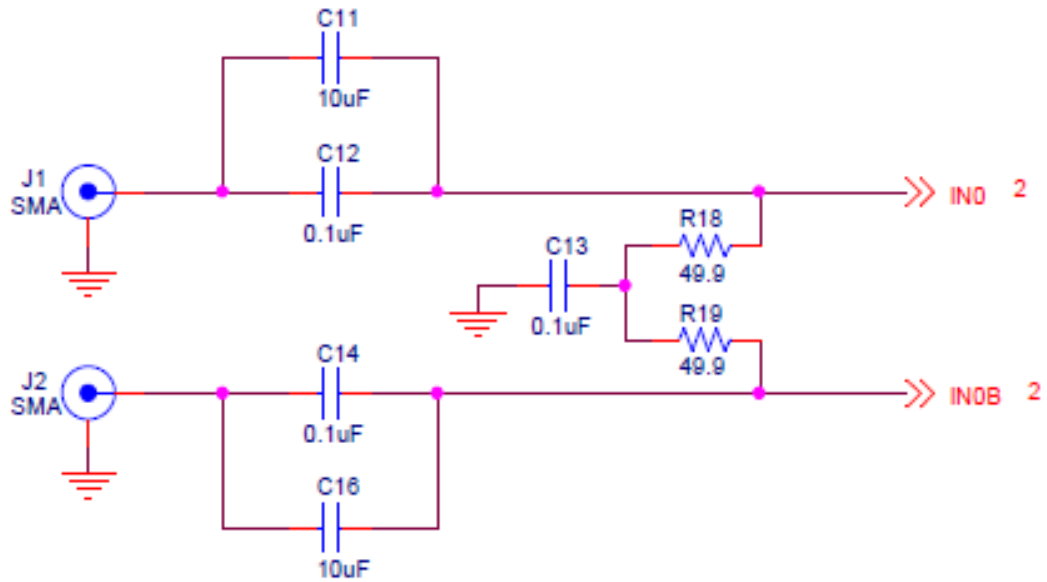 C11
10uF
C12
0.1uF
J1
SMA
IN0 2
R18
49.9
C13
0.1uF
R19
49.9
C14
0.1uF
J2
SMA
IN0B 2
C16
10uF